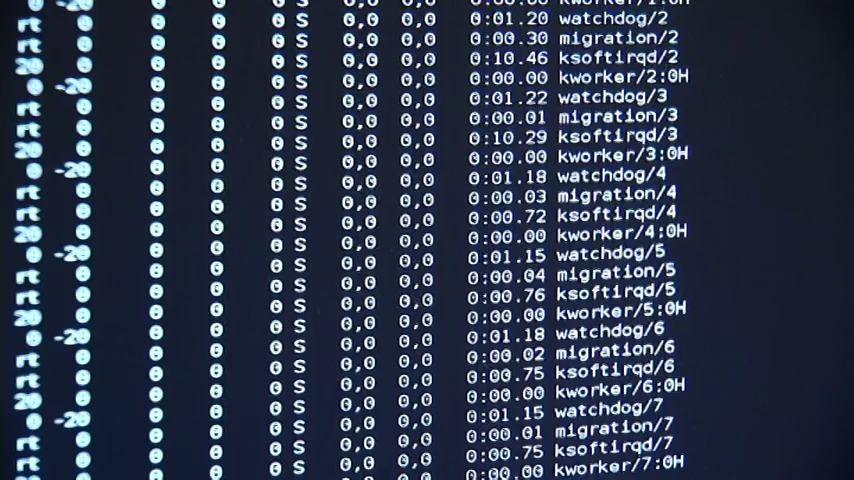 0 -20 0 0 0 S 0,0 0,0 0:00.00 kworker/1:0H
rt 0 0 0 0 S 0,0 0,0 0:01.20 watchdog/2
rt 0 0 0 0 S 0,0 0,0 0:00.30 migration/2
20 0 0 0 0 S 0,0 0,0 0:10.46 ksoftirqd/2
0 -20 0 0 0 S 0,0 0,0 0:00.00 kworker/2:0H
rt 0 0 0 0 S 0,0 0,0 0:01.22 watchdog/3
rt 0 0 0 0 S 0,0 0,0 0:00.01 migration/3
20 0 0 0 0 S 0,0 0,0 0:10.29 ksoftirqd/3
0 -20 0 0 0 S 0,0 0,0 0:00.00 kworker/3:0H
rt 0 0 0 0 S 0,0 0,0 0:01.18 watchdog/4
rt 0 0 0 0 S 0,0 0,0 0:00.03 migration/4
20 0 0 0 0 S 0,0 0,0 0:00.72 ksoftirqd/4
0 -20 0 0 0 S 0,0 0,0 0:00.00 kworker/4:0H
rt 0 0 0 0 S 0,0 0,0 0:01.15 watchdog/5
rt 0 0 0 0 S 0,0 0,0 0:00.04 migration/5
20 0 0 0 0 S 0,0 0,0 0:00.76 ksoftirqd/5
0 -20 0 0 0 S 0,0 0,0 0:00.00 kworker/5:0H
rt 0 0 0 0 S 0,0 0,0 0:01.18 watchdog/6
rt 0 0 0 0 S 0,0 0,0 0:00.02 migration/6
20 0 0 0 0 S 0,0 0,0 0:00.75 ksoftirqd/6
0 -20 0 0 0 S 0,0 0,0 0:00.00 kworker/6:0H
rt 0 0 0 0 S 0,0 0,0 0:01.15 watchdog/7
rt 0 0 0 0 S 0,0 0,0 0:00.01 migration/7
0:00.75 ksoftirqd/7
0:00.00 kworker/7:0H